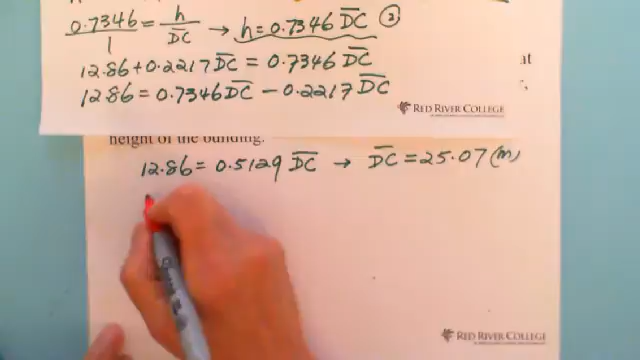 0.7346/1 = h/DC → h = 0.7346 DC ②
12.86 + 0.2217 DC = 0.7346 DC
at
12.86 = 0.7346 DC − 0.2217 DC
RED RIVER COLLEGE
height of the building.
12.86 = 0.5129 DC → DC = 25.07 (m)
RED RIVER COLLEGE